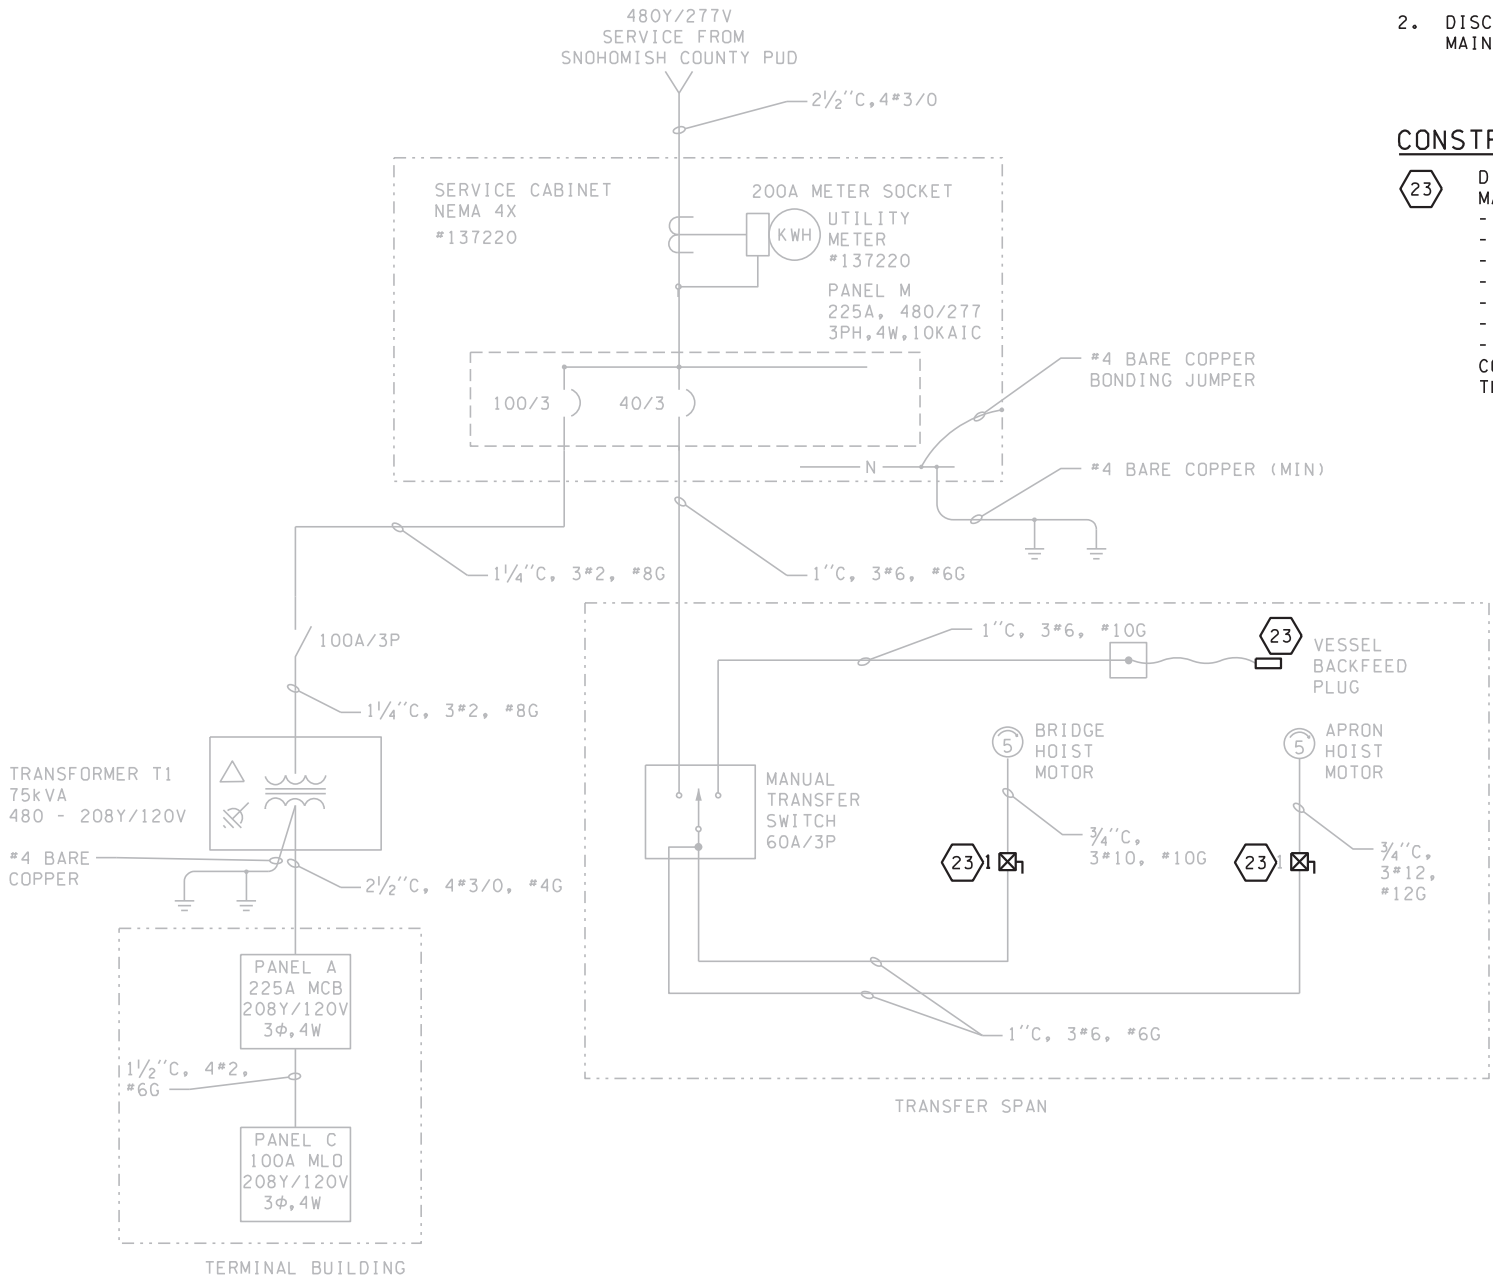 480Y/277V
SERVICE FROM
SNOHOMISH COUNTY PUD
2½"C,4#3/0
SERVICE CABINET
NEMA 4X
#137220
200A METER SOCKET
KWH
UTILITY
METER
#137220
PANEL M
225A, 480/277
3PH,4W,10KAIC
100/3
40/3
N
#4 BARE COPPER
BONDING JUMPER
#4 BARE COPPER (MIN)
1¼"C, 3#2, #8G
1"C, 3#6, #6G
100A/3P
1¼"C, 3#2, #8G
TRANSFORMER T1
75kVA
480 - 208Y/120V
#4 BARE
COPPER
2½"C, 4#3/0, #4G
PANEL A
225A MCB
208Y/120V
3ϕ,4W
1½"C, 4#2,
#6G
PANEL C
100A MLO
208Y/120V
3ϕ,4W
TERMINAL BUILDING
1"C, 3#6, #10G
23
VESSEL
BACKFEED
PLUG
MANUAL
TRANSFER
SWITCH
60A/3P
5
BRIDGE
HOIST
MOTOR
5
APRON
HOIST
MOTOR
¾"C,
3#10, #10G
23 1
23 1
¾"C,
3#12,
#12G
1"C, 3#6, #6G
TRANSFER SPAN
2. DISC
MAIN
CONSTR
23
D
MA
-
-
-
-
-
-
-
CO
TE